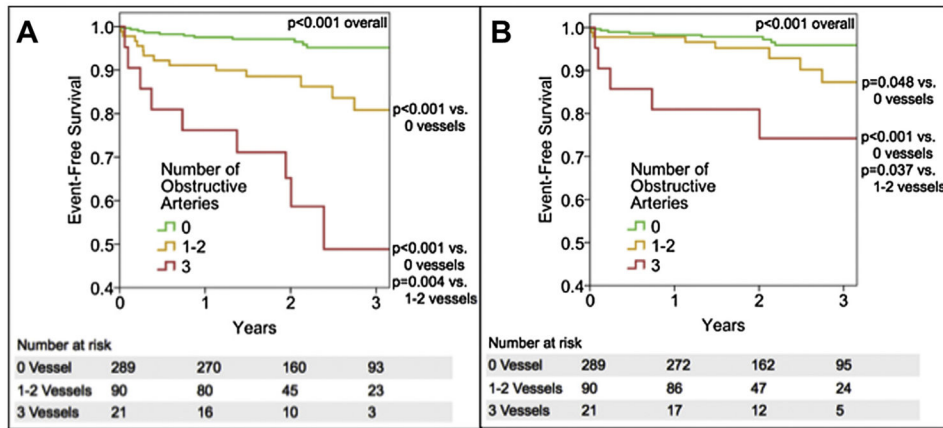 A
p<0.001 overall
Event-Free Survival
1.0
0.9
0.8
0.7
0.6
0.5
0.4
p<0.001 vs.
0 vessels
Number of
Obstructive
Arteries
0
1-2
3
p<0.001 vs.
0 vessels
p=0.004 vs.
1-2 vessels
0 1 2 3
Years
Number at risk
0 Vessel 289 270 160 93
1-2 Vessels 90 80 45 23
3 Vessels 21 16 10 3
B
p<0.001 overall
Event-Free Survival
1.0
0.9
0.8
0.7
0.6
0.5
0.4
p=0.048 vs.
0 vessels
p<0.001 vs.
0 vessels
p=0.037 vs.
1-2 vessels
Number of
Obstructive
Arteries
0
1-2
3
0 1 2 3
Years
Number at risk
0 Vessel 289 272 162 95
1-2 Vessels 90 86 47 24
3 Vessels 21 17 12 5